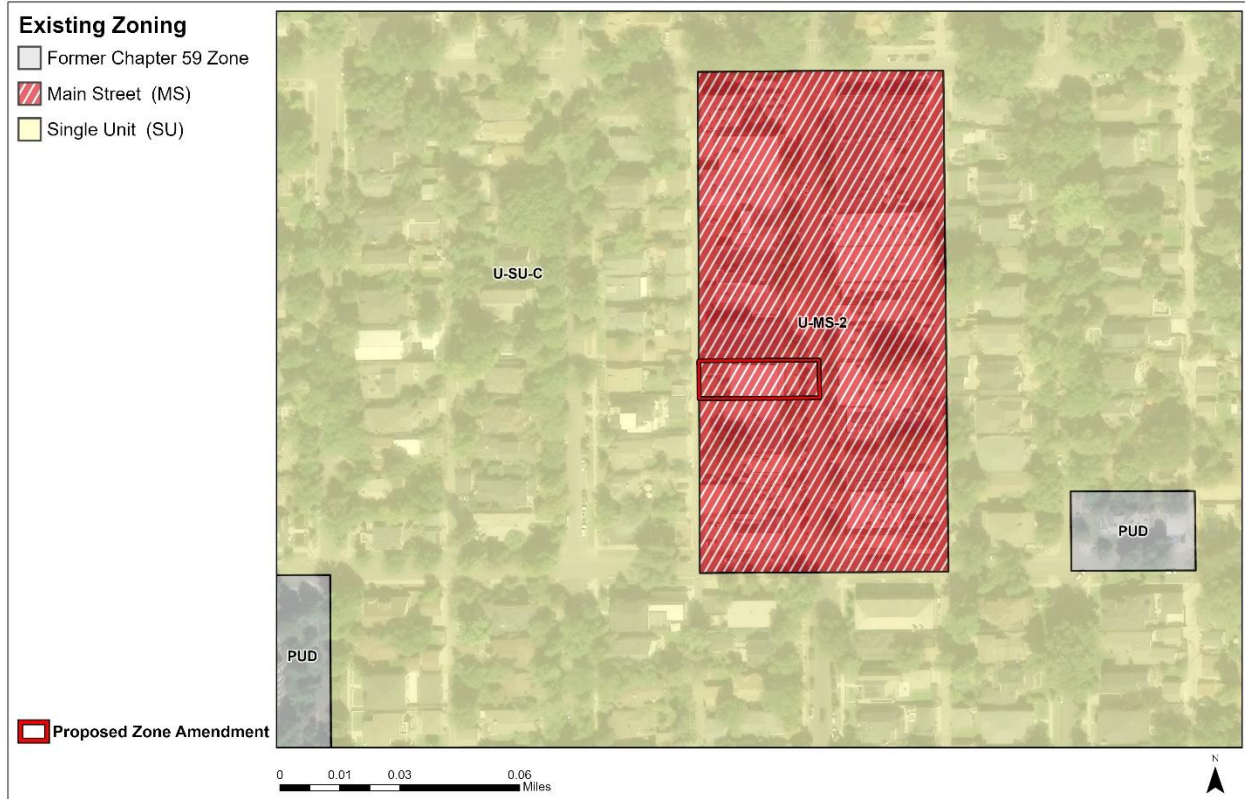 Existing Zoning
Former Chapter 59 Zone
Main Street (MS)
Single Unit (SU)
U-SU-C
U-MS-2
PUD
PUD
Proposed Zone Amendment
0 0.01 0.03 0.06
Miles
N